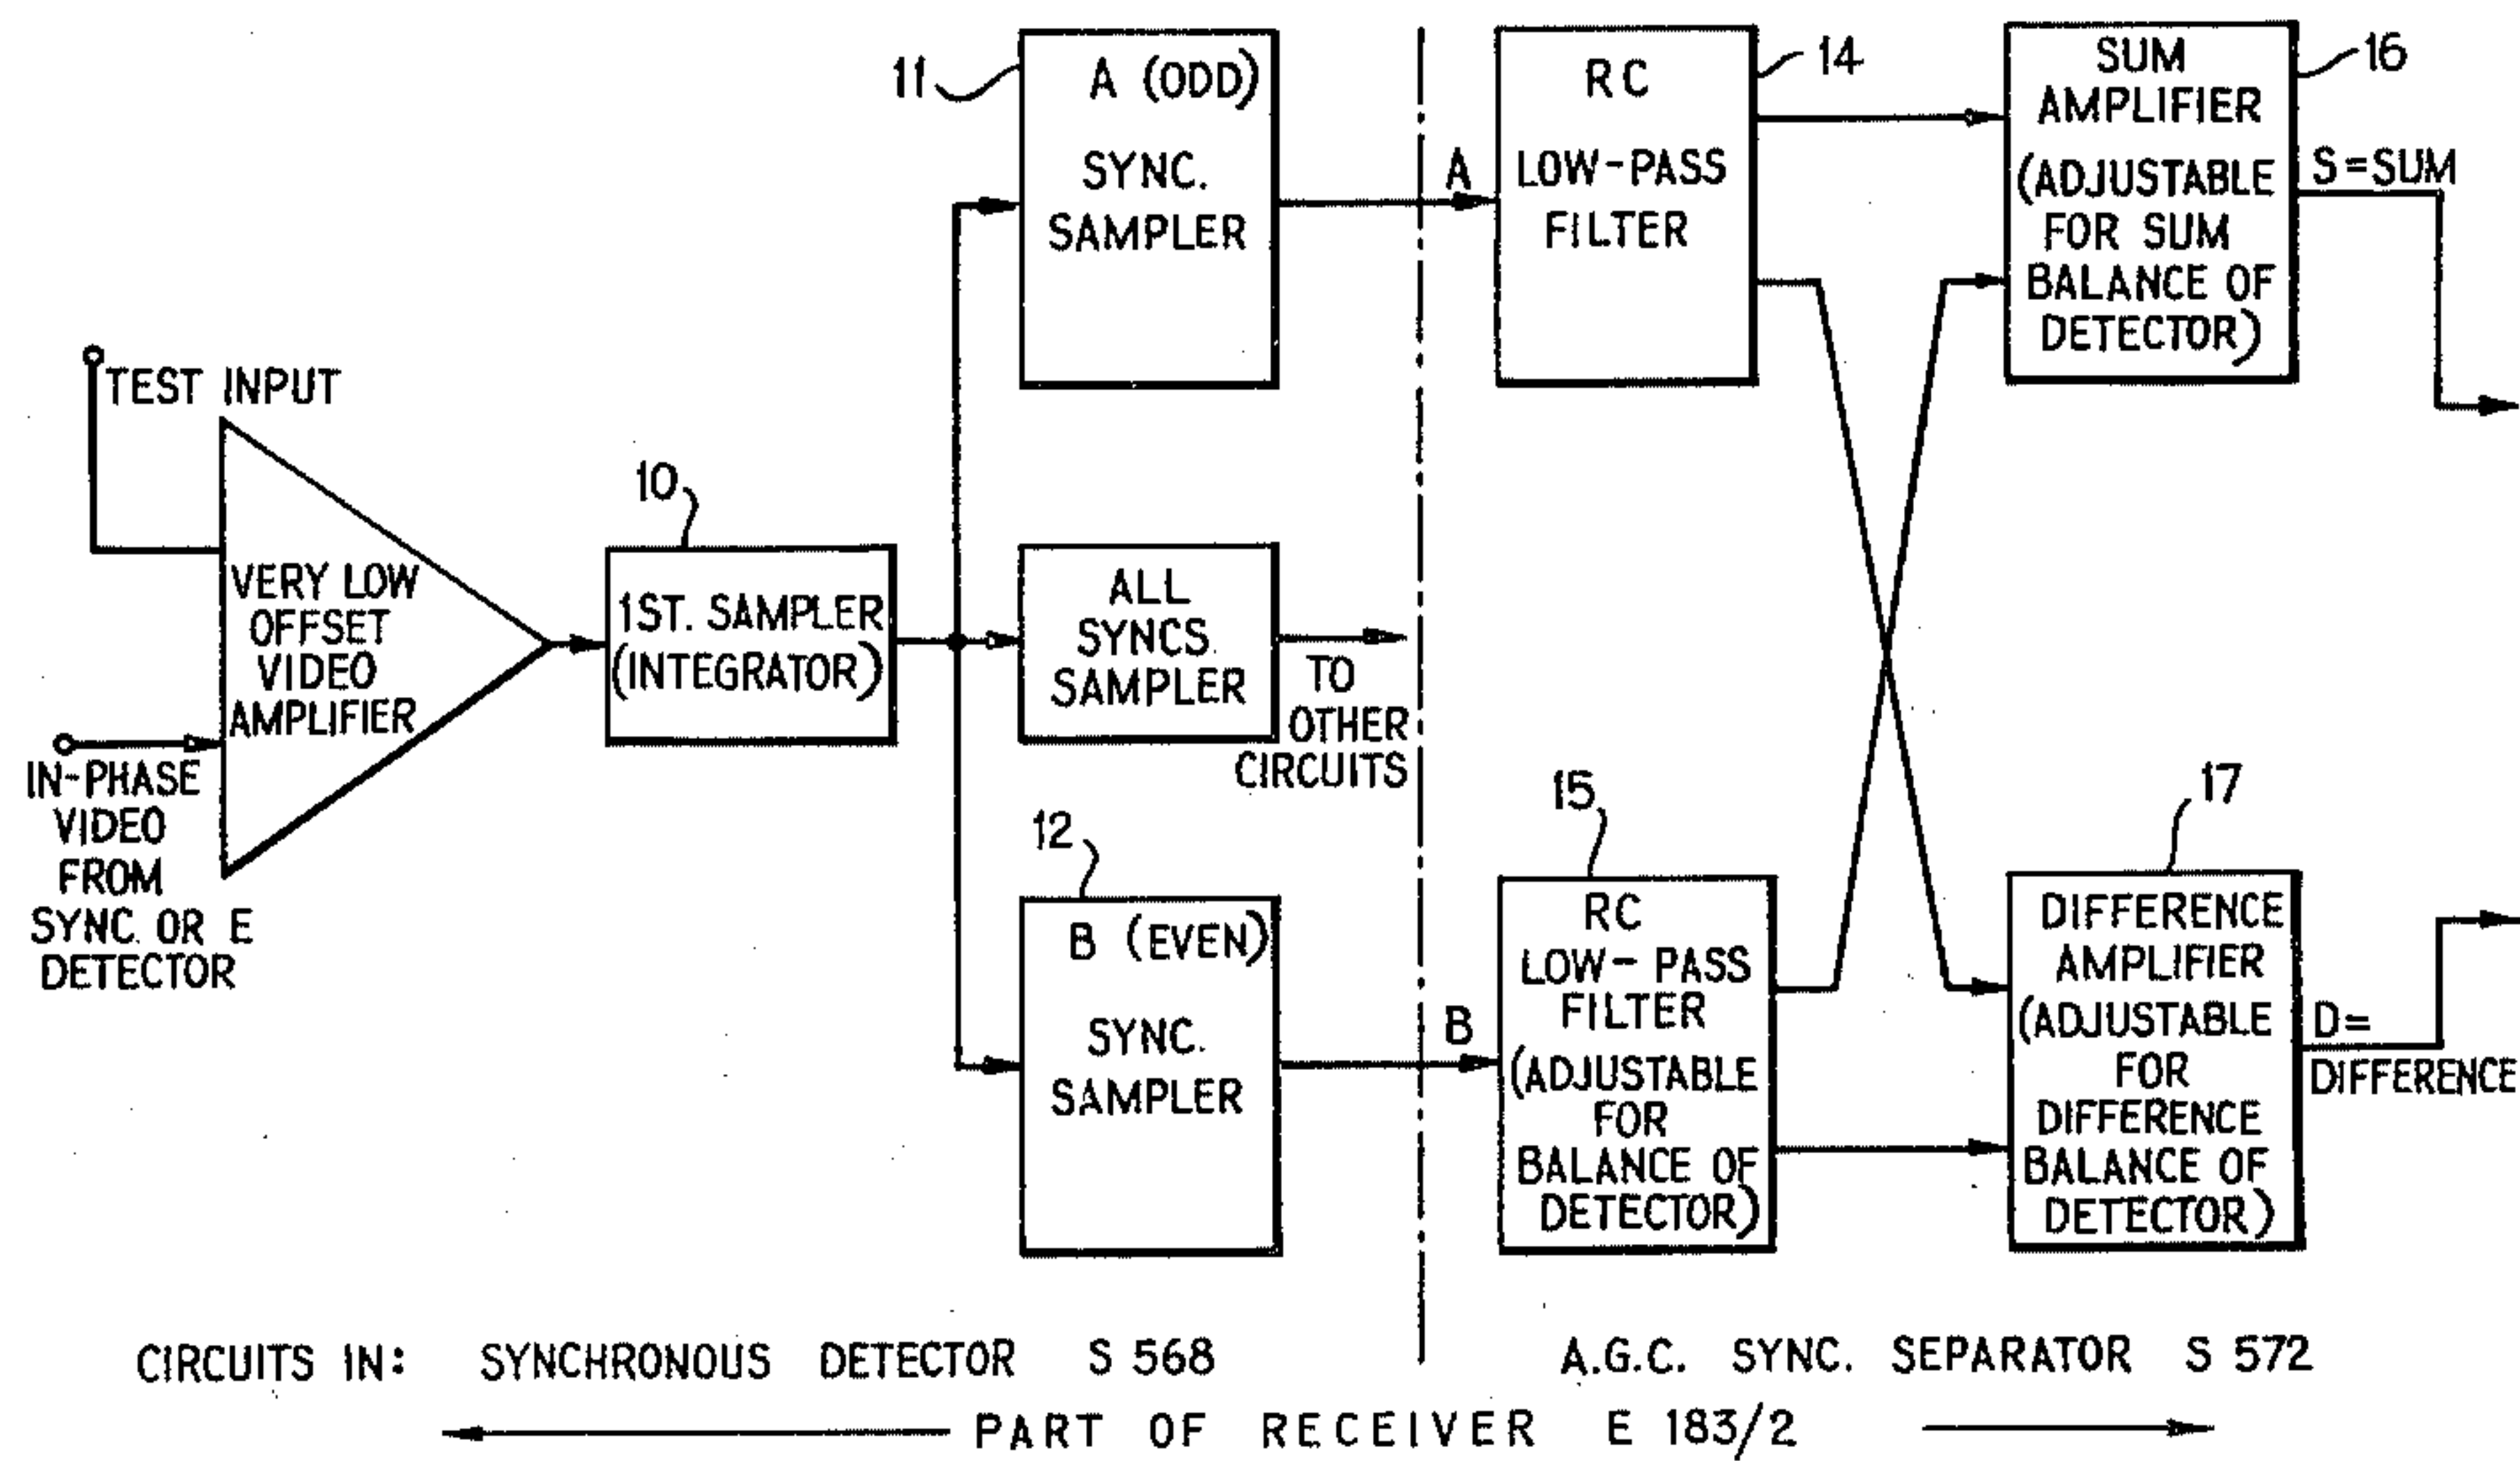 11
A (ODD)
SYNC.
SAMPLER
A
RC
LOW-PASS
FILTER
14
SUM
AMPLIFIER
(ADJUSTABLE
FOR SUM
BALANCE OF
DETECTOR)
16
S=SUM
TEST INPUT
VERY LOW
OFFSET
VIDEO
AMPLIFIER
IN-PHASE
VIDEO
FROM
SYNC. OR E
DETECTOR
10
1ST. SAMPLER
(INTEGRATOR)
ALL
SYNCS
SAMPLER
TO
OTHER
CIRCUITS
12
B (EVEN)
SYNC.
SAMPLER
B
15
RC
LOW-PASS
FILTER
(ADJUSTABLE
FOR
BALANCE OF
DETECTOR)
17
DIFFERENCE
AMPLIFIER
(ADJUSTABLE
FOR
DIFFERENCE
BALANCE OF
DETECTOR)
D=
DIFFERENCE
CIRCUITS IN: SYNCHRONOUS DETECTOR S 568
A.G.C. SYNC. SEPARATOR S 572
PART OF RECEIVER E 183/2